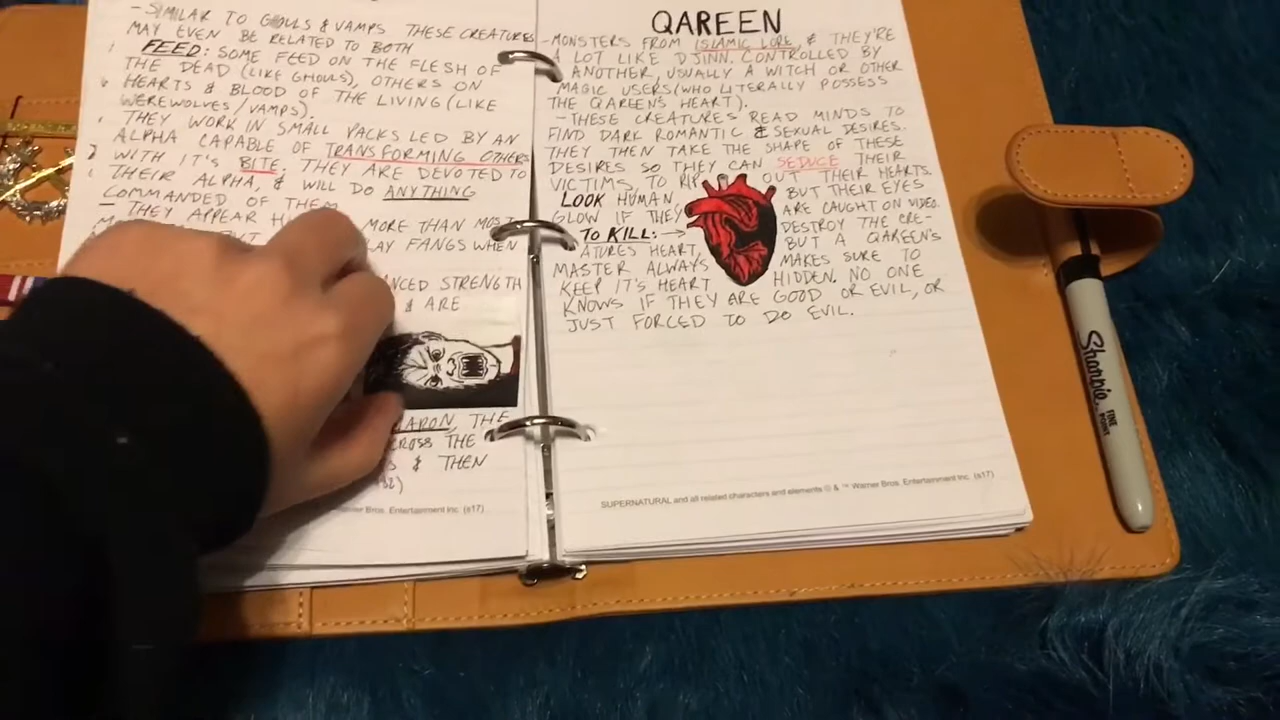 - SIMILAR TO GHOULS & VAMPS THESE CREATURES
MAY EVEN BE RELATED TO BOTH
FEED: SOME FEED ON THE FLESH OF
THE DEAD (LIKE GHOULS), OTHERS ON
HEARTS & BLOOD OF THE LIVING (LIKE
WEREWOLVES/VAMPS).
THEY WORK IN SMALL PACKS LED BY AN
ALPHA CAPABLE OF TRANSFORMING OTHERS
WITH IT'S BITE. THEY ARE DEVOTED TO
THEIR ALPHA, & WILL DO ANYTHING
COMMANDED OF THEM
- THEY APPEAR MORE THAN MOST
FANGS WHEN
STRENGTH
& ARE
THE
THE
& THEN
Bros. Entertainment Inc. (s17)
QAREEN
- MONSTERS FROM ISLAMIC LORE, & THEY'RE
A LOT LIKE DJINN. CONTROLLED BY
ANOTHER, USUALLY A WITCH OR OTHER
MAGIC USERS (WHO LITERALLY POSSESS
THE QAREEN'S HEART).
- THESE CREATURES READ MINDS TO
FIND DARK ROMANTIC & SEXUAL DESIRES.
THEY THEN TAKE THE SHAPE OF THESE
DESIRES SO THEY CAN SEDUCE THEIR
VICTIMS, TO RIP OUT THEIR HEARTS.
LOOK HUMAN BUT THEIR EYES
GLOW IF THEY ARE CAUGHT ON VIDEO.
TO KILL: → DESTROY THE CRE-
ATURES HEART, BUT A QAREEN'S
MASTER ALWAYS MAKES SURE TO
KEEP IT'S HEART HIDDEN. NO ONE
KNOWS IF THEY ARE GOOD OR EVIL, OR
JUST FORCED TO DO EVIL.
SUPERNATURAL and all related characters and elements © & ™ Warner Bros. Entertainment Inc. (s17)
Sharpie
FINE
POINT